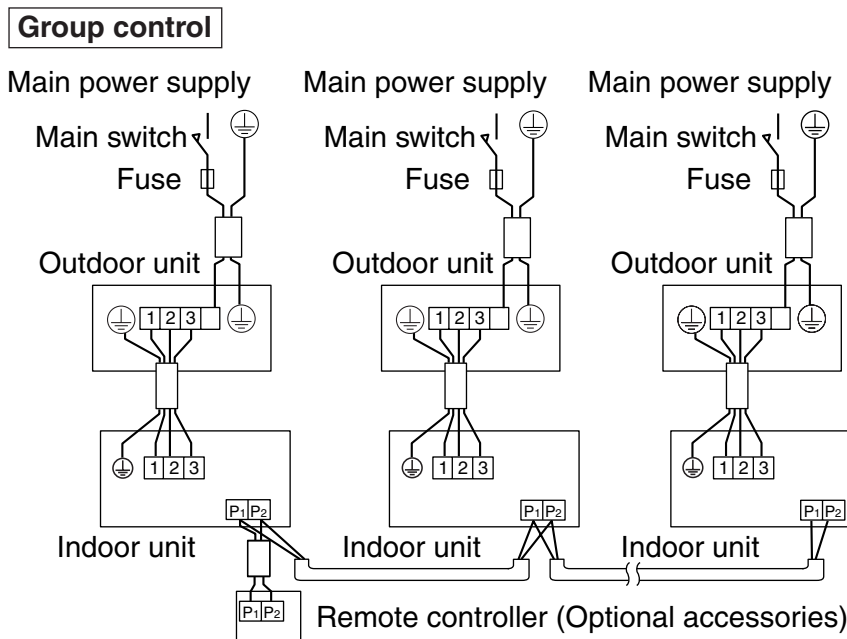 Group control
Main power supply Main power supply Main power supply
Main switch Main switch Main switch
Fuse Fuse Fuse
Outdoor unit Outdoor unit Outdoor unit
1 2 3 1 2 3 1 2 3
1 2 3 1 2 3 1 2 3
P1 P2 P1 P2 P1 P2
Indoor unit Indoor unit Indoor unit
P1 P2 Remote controller (Optional accessories)